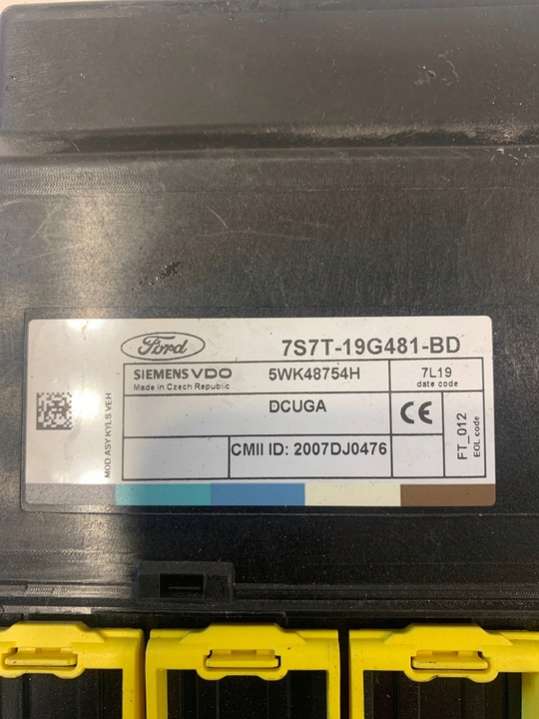 Ford
7S7T-19G481-BD
SIEMENS VDO
Made in Czech Republic
5WK48754H
7L19
date code
MOD.ASY.KYLS.VEH
DCUGA
CE
CMII ID: 2007DJ0476
FT_012
EOL code